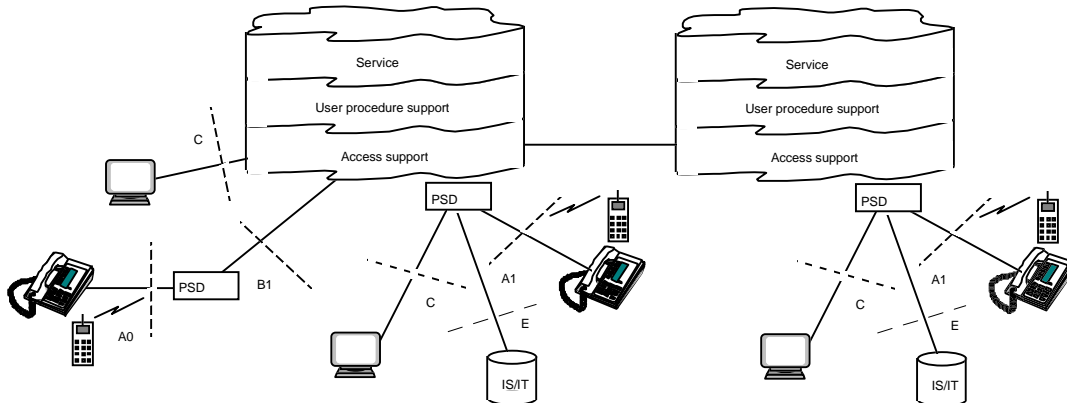 Service
User procedure support
Access support
Service
User procedure support
Access support
C
PSD
PSD
PSD
B1
A0
A1
C
E
IS/IT
A1
C
E
IS/IT